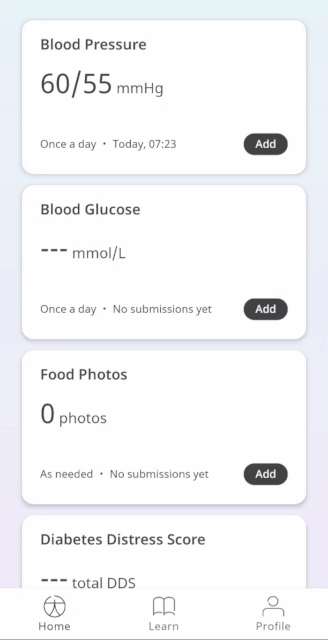 Blood Pressure
60/55 mmHg
Once a day • Today, 07:23 Add
Blood Glucose
--- mmol/L
Once a day • No submissions yet Add
Food Photos
0 photos
As needed • No submissions yet Add
Diabetes Distress Score
--- total DDS
Home Learn Profile